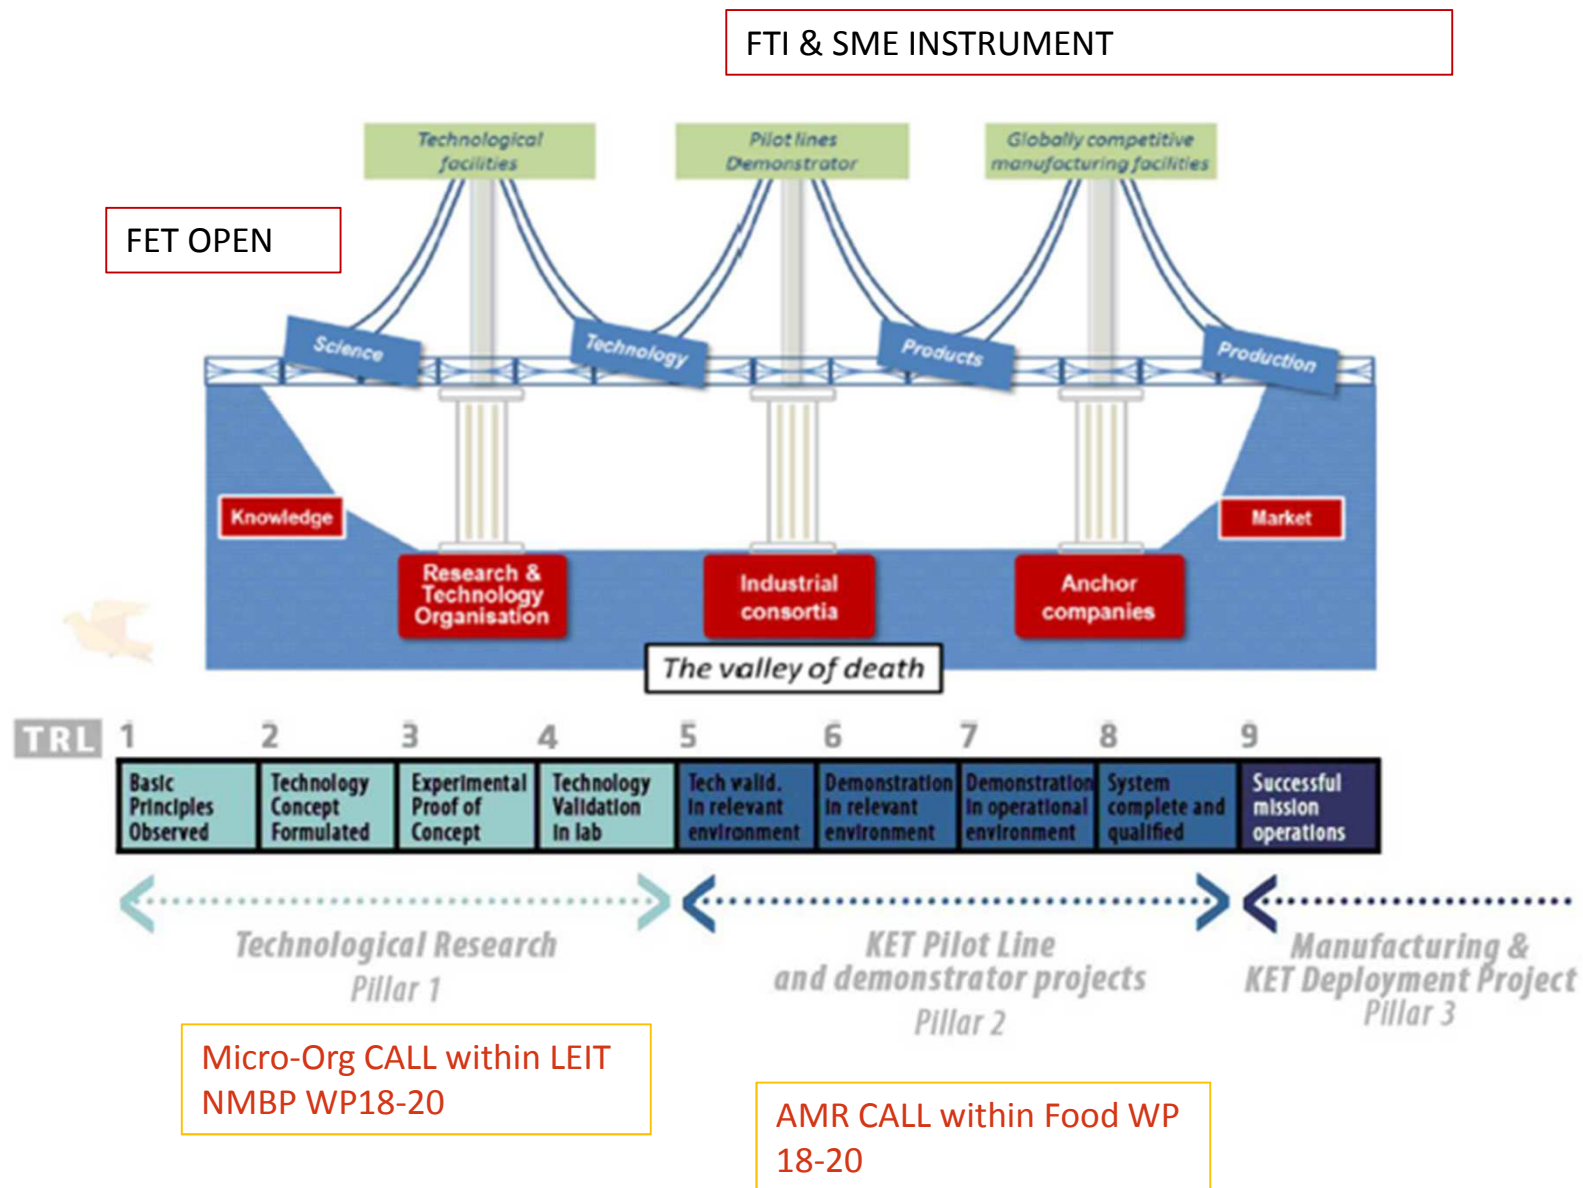 FTI & SME INSTRUMENT
Technological
facilities
Pilot lines
Demonstrator
Globally competitive
manufacturing facilities
FET OPEN
Science
Technology
Products
Production
Knowledge
Market
Research &
Technology
Organisation
Industrial
consortia
Anchor
companies
The valley of death
TRL 1 2 3 4 5 6 7 8 9
Basic
Principles
Observed
Technology
Concept
Formulated
Experimental
Proof of
Concept
Technology
Validation
in lab
Tech valid.
in relevant
environment
Demonstration
in relevant
environment
Demonstration
in operational
environment
System
complete and
qualified
Successful
mission
operations
Technological Research
Pillar 1
KET Pilot Line
and demonstrator projects
Pillar 2
Manufacturing &
KET Deployment Project
Pillar 3
Micro-Org CALL within LEIT
NMBP WP18-20
AMR CALL within Food WP
18-20